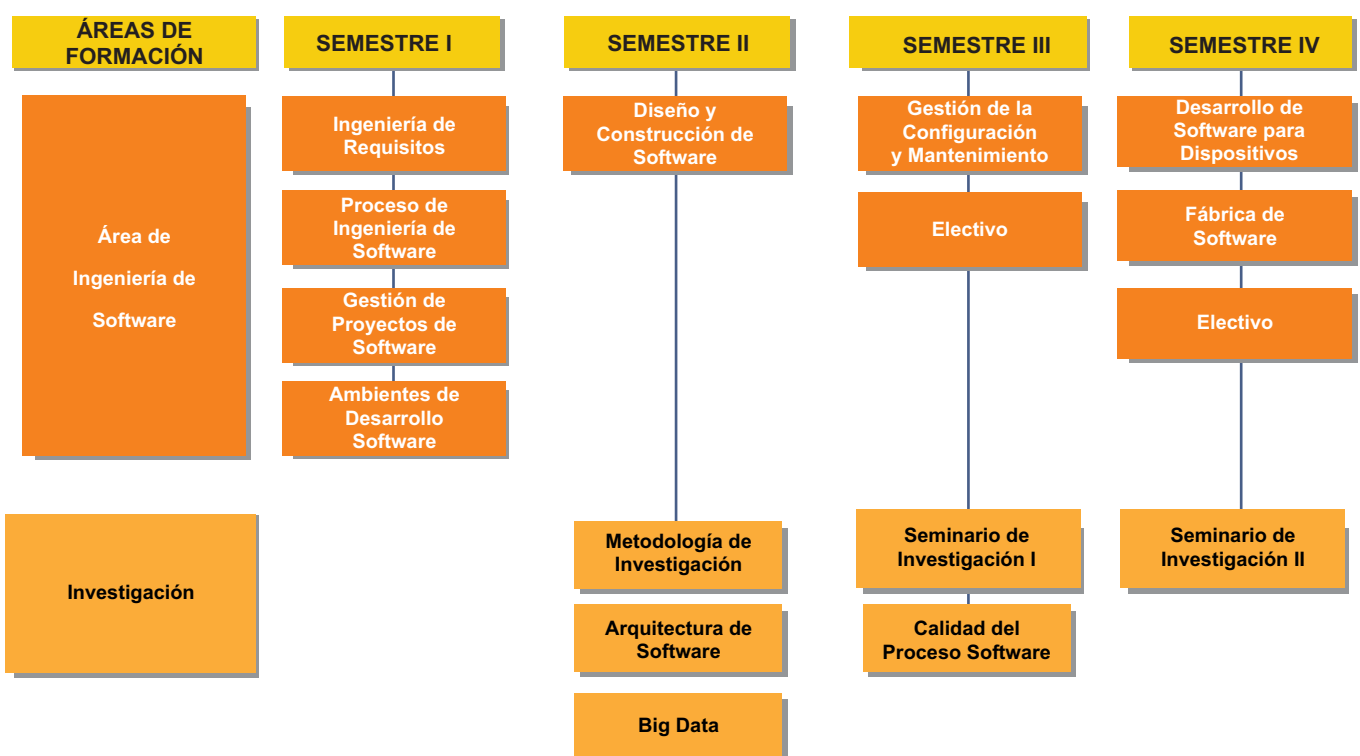 ÁREAS DE
FORMACIÓN
SEMESTRE I
SEMESTRE II
SEMESTRE III
SEMESTRE IV
Área de
Ingeniería de
Software
Ingeniería de
Requisitos
Proceso de
Ingeniería de
Software
Gestión de
Proyectos de
Software
Ambientes de
Desarrollo
Software
Diseño y
Construcción de
Software
Gestión de la
Configuración
y Mantenimiento
Electivo
Desarrollo de
Software para
Dispositivos
Fábrica de
Software
Electivo
Investigación
Metodología de
Investigación
Arquitectura de
Software
Big Data
Seminario de
Investigación I
Calidad del
Proceso Software
Seminario de
Investigación II